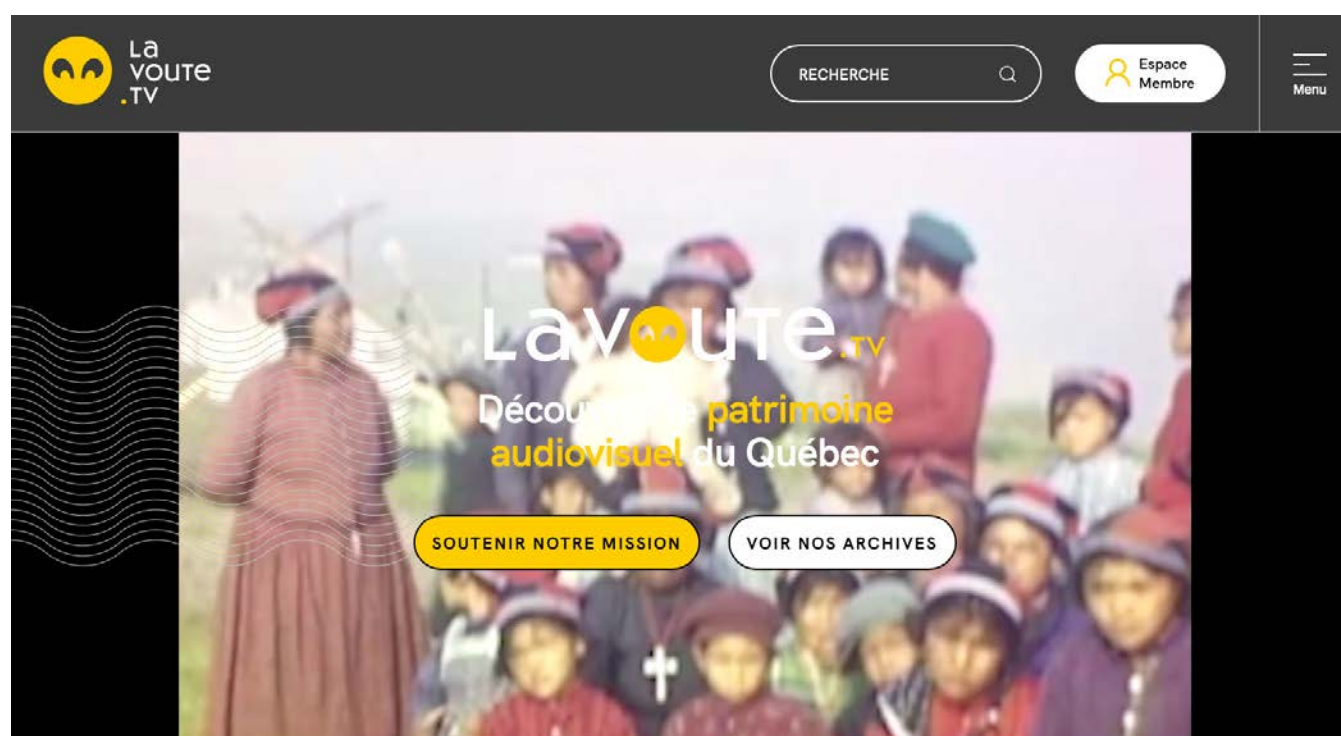 La
voute
.TV
RECHERCHE
Espace
Membre
Menu
Lavoute.TV
patrimoine
audiovisuel du Québec
SOUTENIR NOTRE MISSION
VOIR NOS ARCHIVES